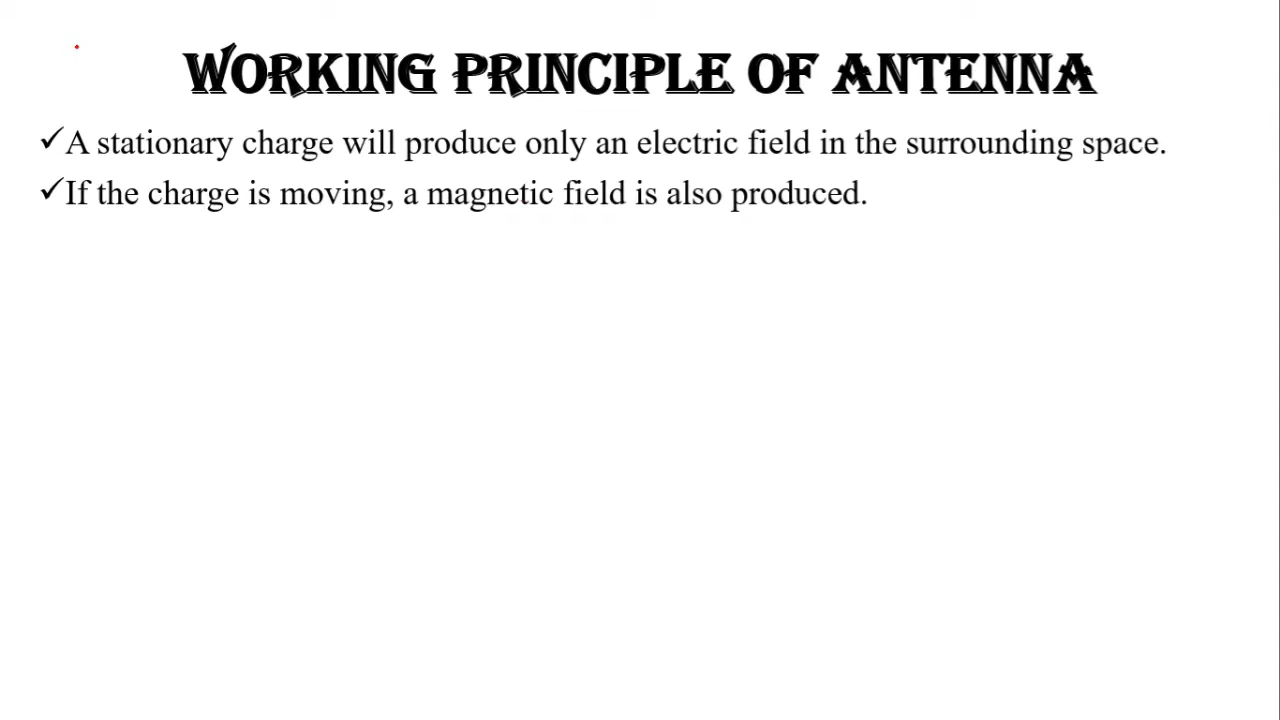 WORKING PRINCIPLE OF ANTENNA
✓A stationary charge will produce only an electric field in the surrounding space.
✓If the charge is moving, a magnetic field is also produced.